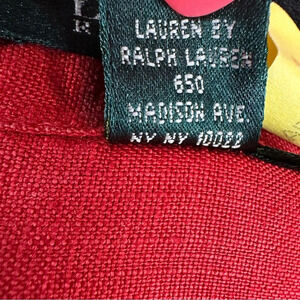 LAUREN BY
RALPH LAUREN
650
MADISON AVE.
NY NY 10022